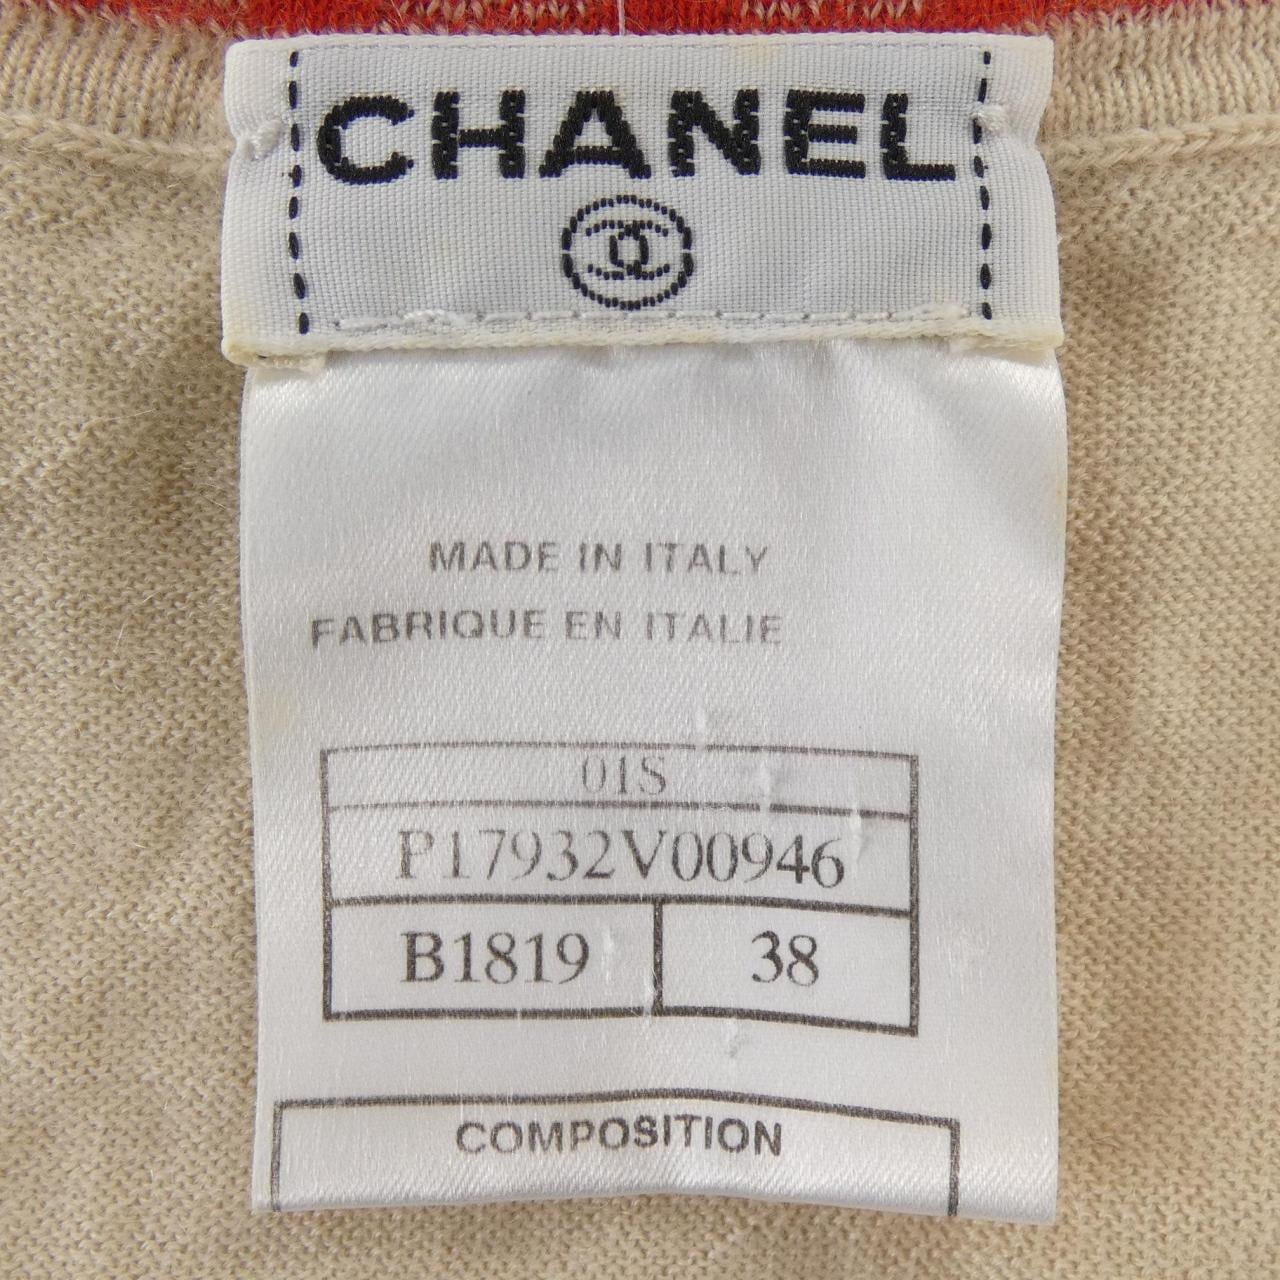 CHANEL
MADE IN ITALY
FABRIQUE EN ITALIE
01S
P17932V00946
B1819 38
COMPOSITION